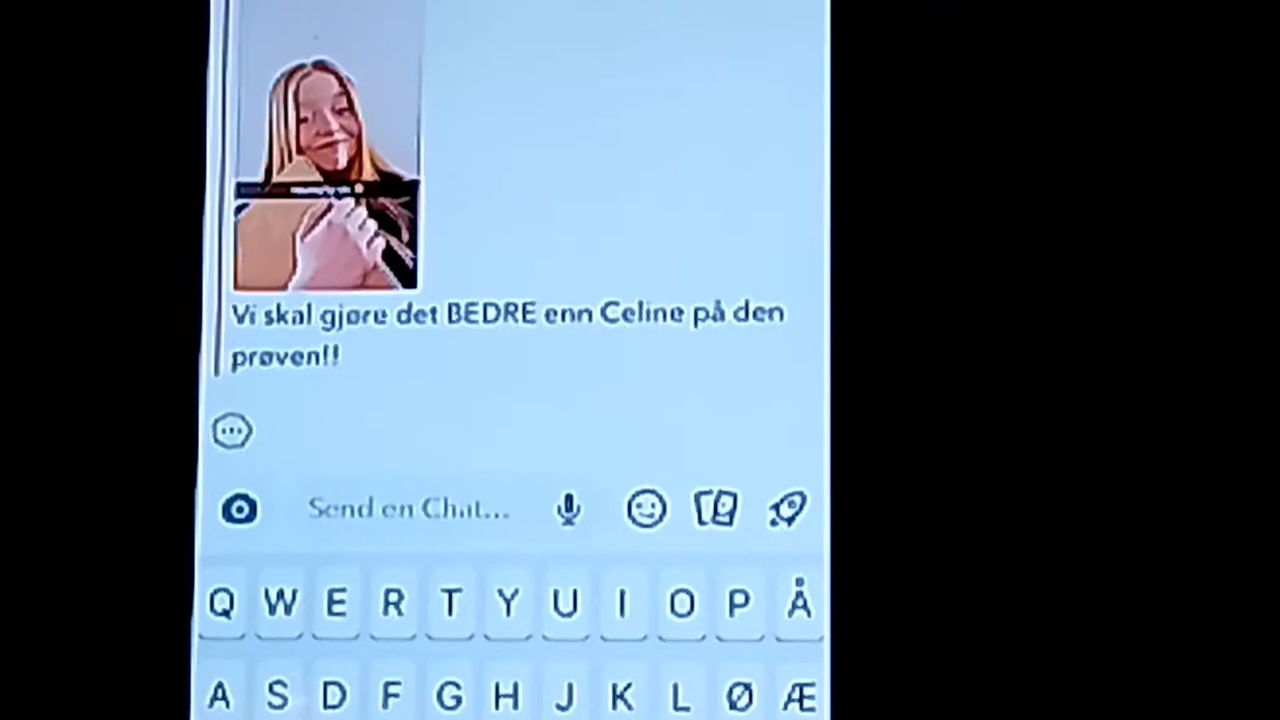 Vi skal gjøre det BEDRE enn Celine på den
prøven!!
Send en Chat...
Q W E R T Y U I O P Å
A S D F G H J K L Ø Æ